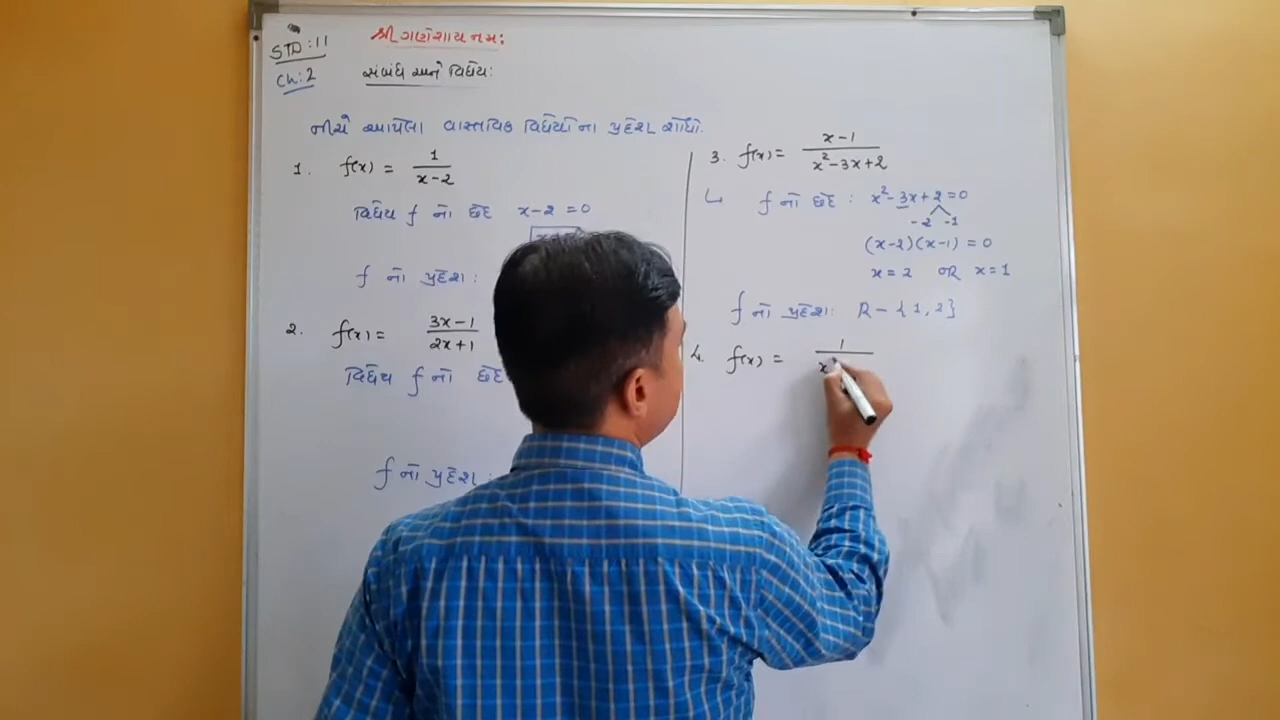 STD: 11
શ્રી ગણેશાય નમ:
Ch: 2
સંબંધ અને વિધેય:
નીચે આપેલા વાસ્તવિક વિધેયોના પ્રદેશ શોધો.
1. f(x) = 1 / (x-2)
વિધેય f નો છેદ x-2 = 0
f નો પ્રદેશ:
2. f(x) = (3x-1) / (2x+1)
વિધેય f નો છેદ
f નો પ્રદેશ:
3. f(x) = (x-1) / (x²-3x+2)
f નો છેદ : x²-3x+2=0
-2 -1
(x-2)(x-1) = 0
x=2 OR x=1
f નો પ્રદેશ: R - {1, 2}
4. f(x) = 1 / x